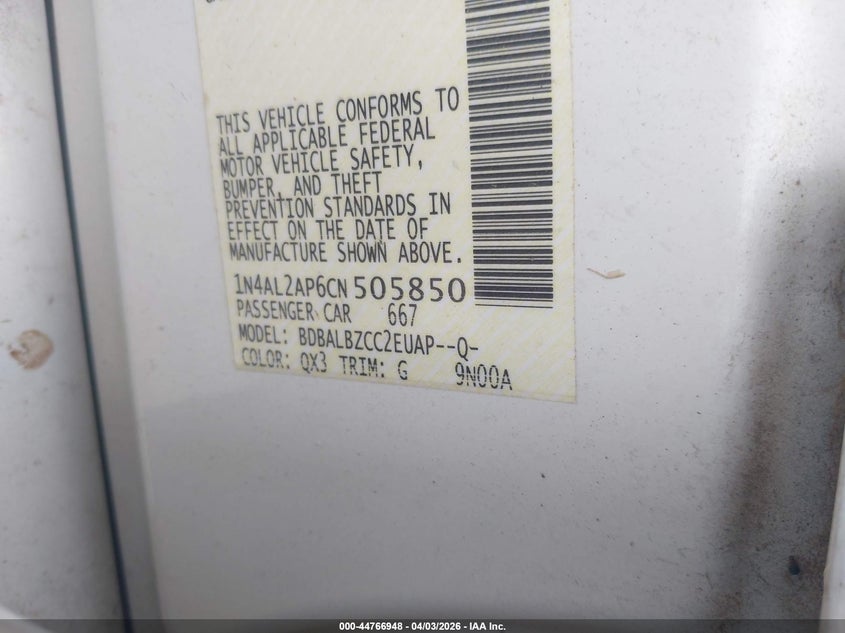 THIS VEHICLE CONFORMS TO
ALL APPLICABLE FEDERAL
MOTOR VEHICLE SAFETY,
BUMPER, AND THEFT
PREVENTION STANDARDS IN
EFFECT ON THE DATE OF
MANUFACTURE SHOWN ABOVE.
1N4AL2AP6CN505850
PASSENGER CAR 667
MODEL: BDBALBZCC2EUAP--Q-
COLOR: QX3 TRIM: G 9N00A
000-44766948 - 04/03/2026 - IAA Inc.